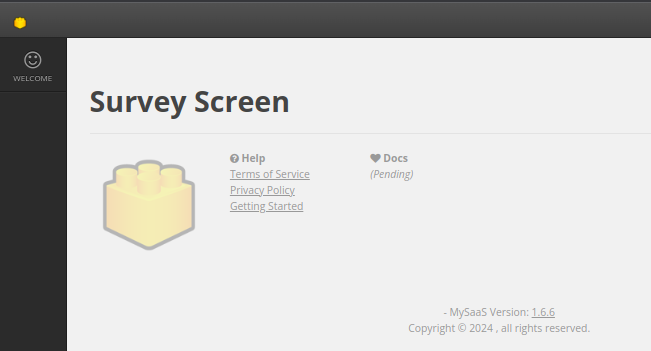 WELCOME
Survey Screen
Help
Terms of Service
Privacy Policy
Getting Started
Docs
(Pending)
- MySaaS Version: 1.6.6
Copyright © 2024 , all rights reserved.